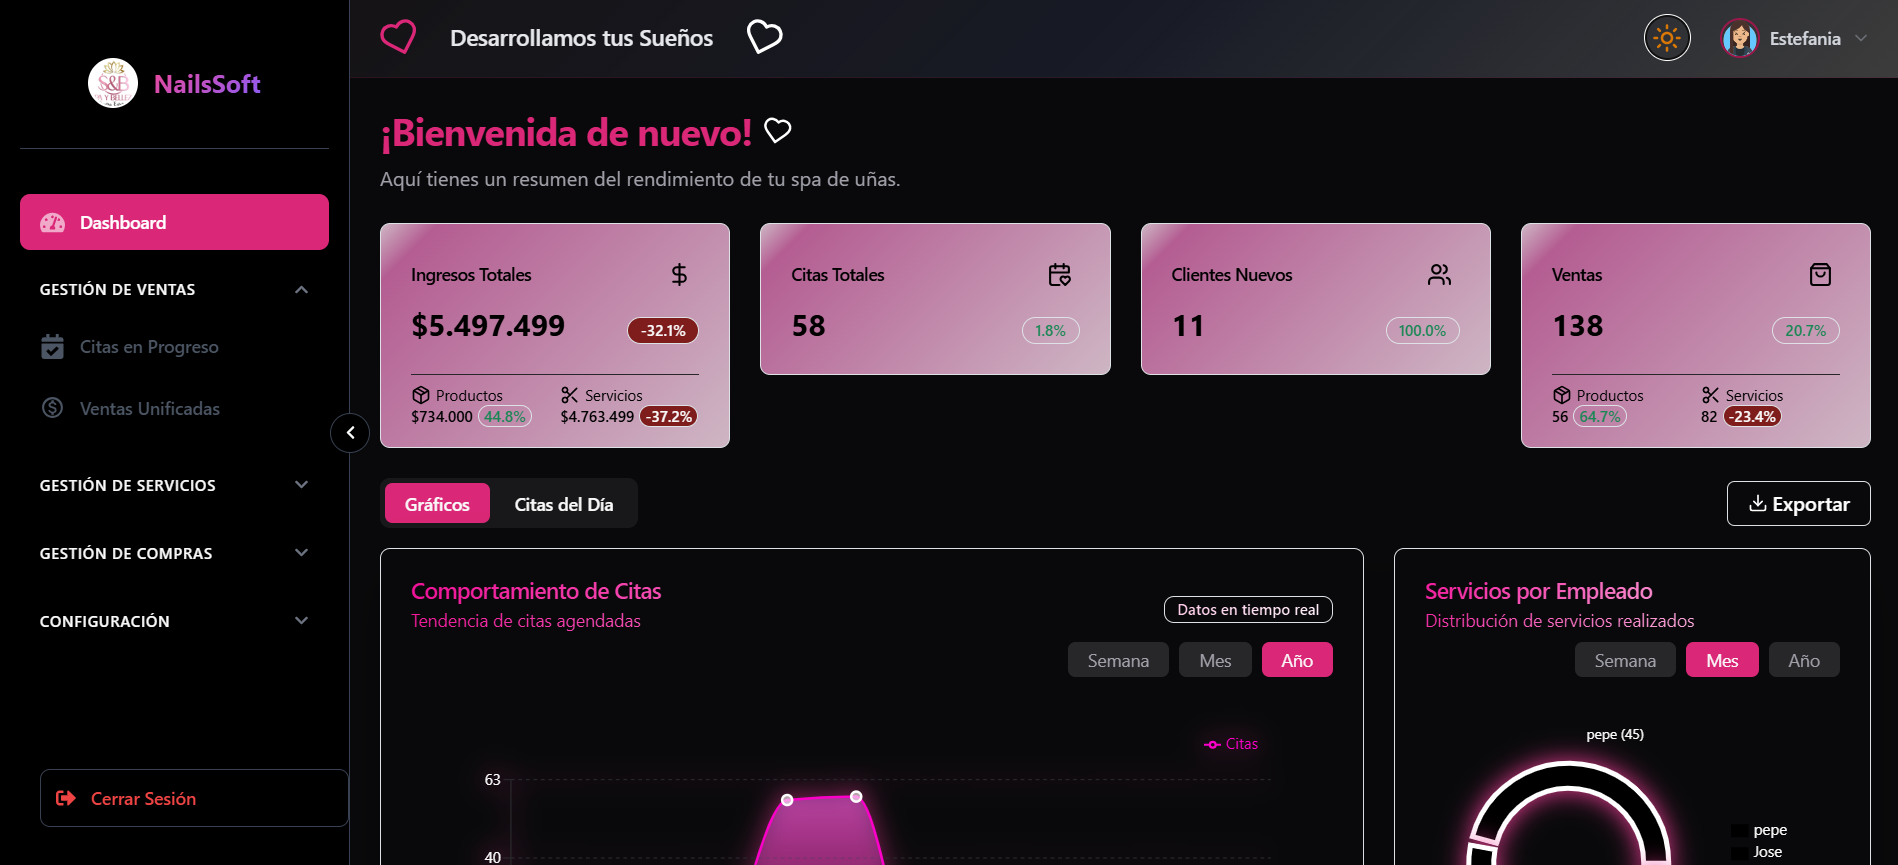 S&B
NailsSoft
Dashboard
GESTIÓN DE VENTAS
Citas en Progreso
Ventas Unificadas
GESTIÓN DE SERVICIOS
GESTIÓN DE COMPRAS
CONFIGURACIÓN
Cerrar Sesión
Desarrollamos tus Sueños
Estefania
¡Bienvenida de nuevo!
Aquí tienes un resumen del rendimiento de tu spa de uñas.
Ingresos Totales
$5.497.499
-32.1%
Productos
$734.000 44.8%
Servicios
$4.763.499 -37.2%
Citas Totales
58
1.8%
Clientes Nuevos
11
100.0%
Ventas
138
20.7%
Productos
56 64.7%
Servicios
82 -23.4%
Gráficos
Citas del Día
Exportar
Comportamiento de Citas
Tendencia de citas agendadas
Datos en tiempo real
Semana
Mes
Año
Citas
63
40
Servicios por Empleado
Distribución de servicios realizados
Semana
Mes
Año
pepe (45)
pepe
Jose